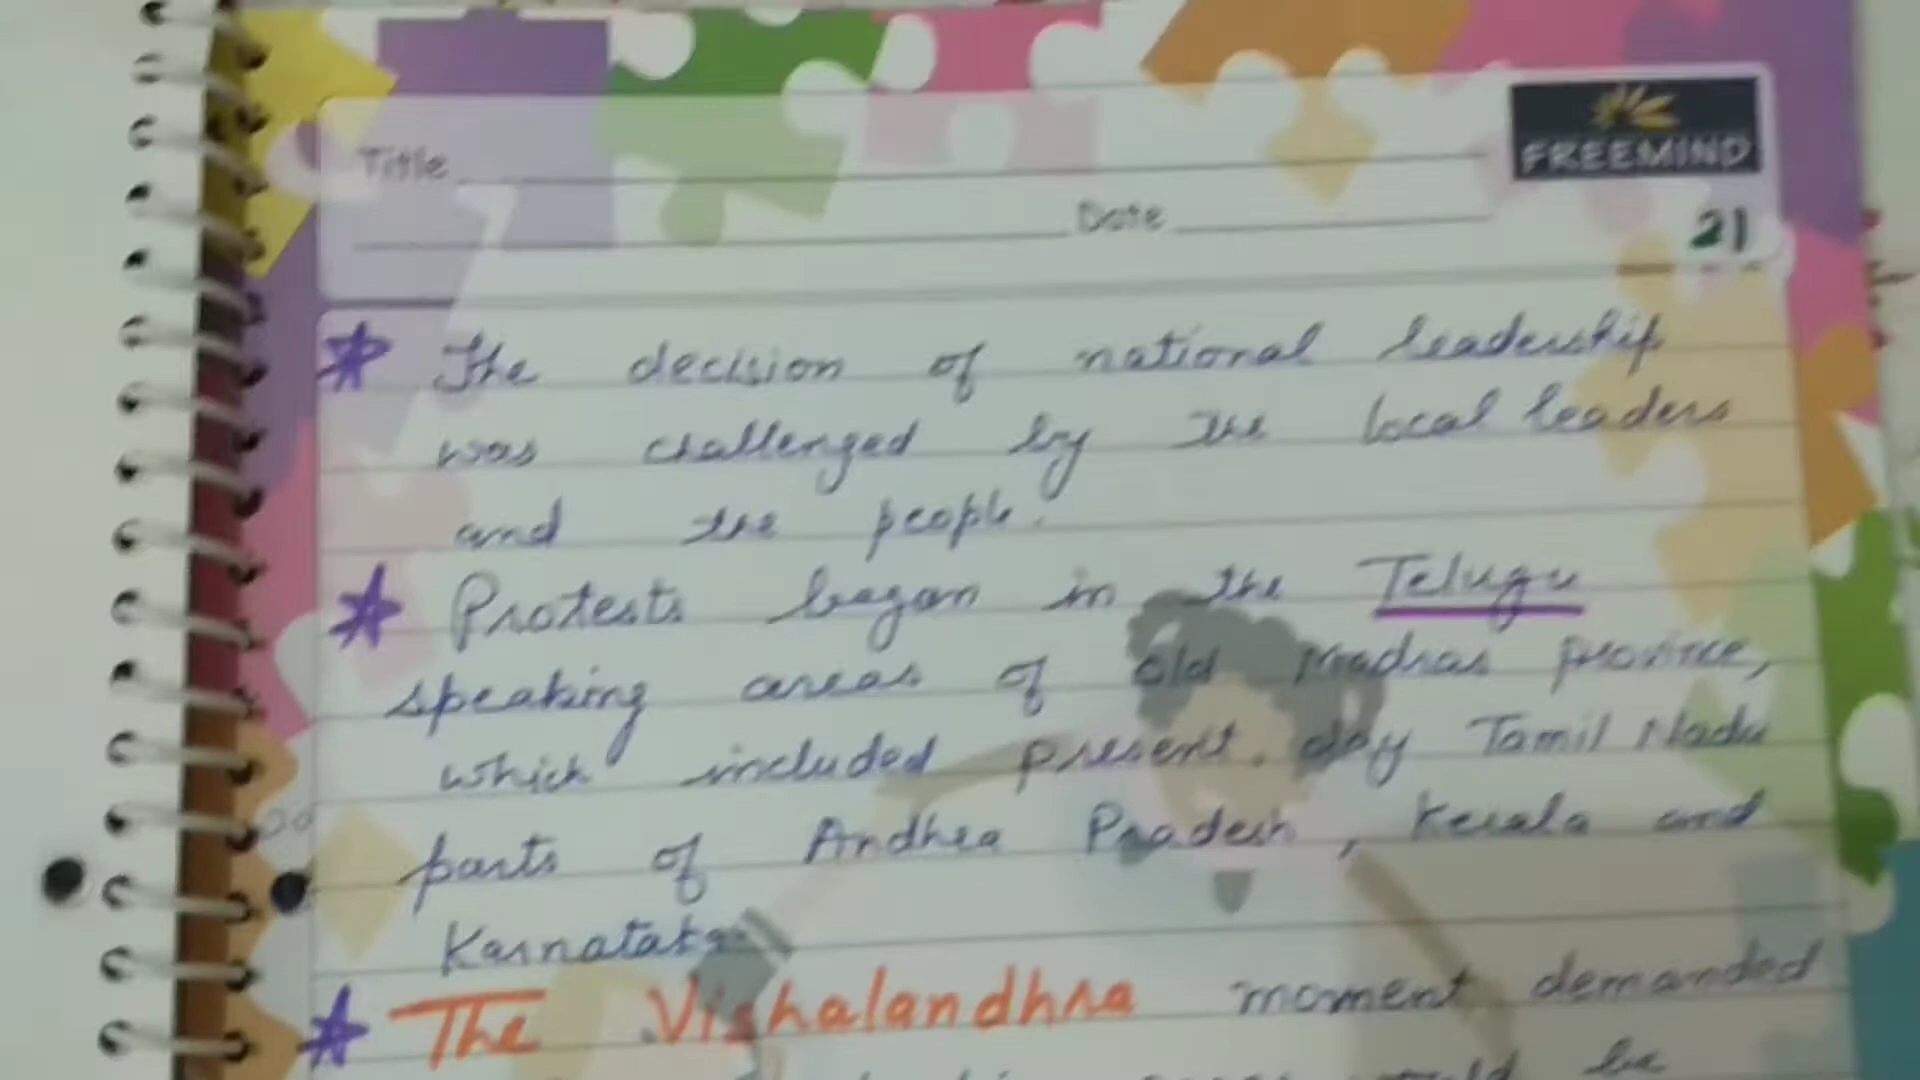 Title
FREEMIND
Date
21
The decision of national leadership
was challenged by the local leaders
and the people.
Protests began in the Telugu
speaking areas of old Madras province,
which included present. day Tamil Nadu
parts of Andhra Pradesh, Kerala and
Karnataka
The Vishalandhra moment demanded
would be